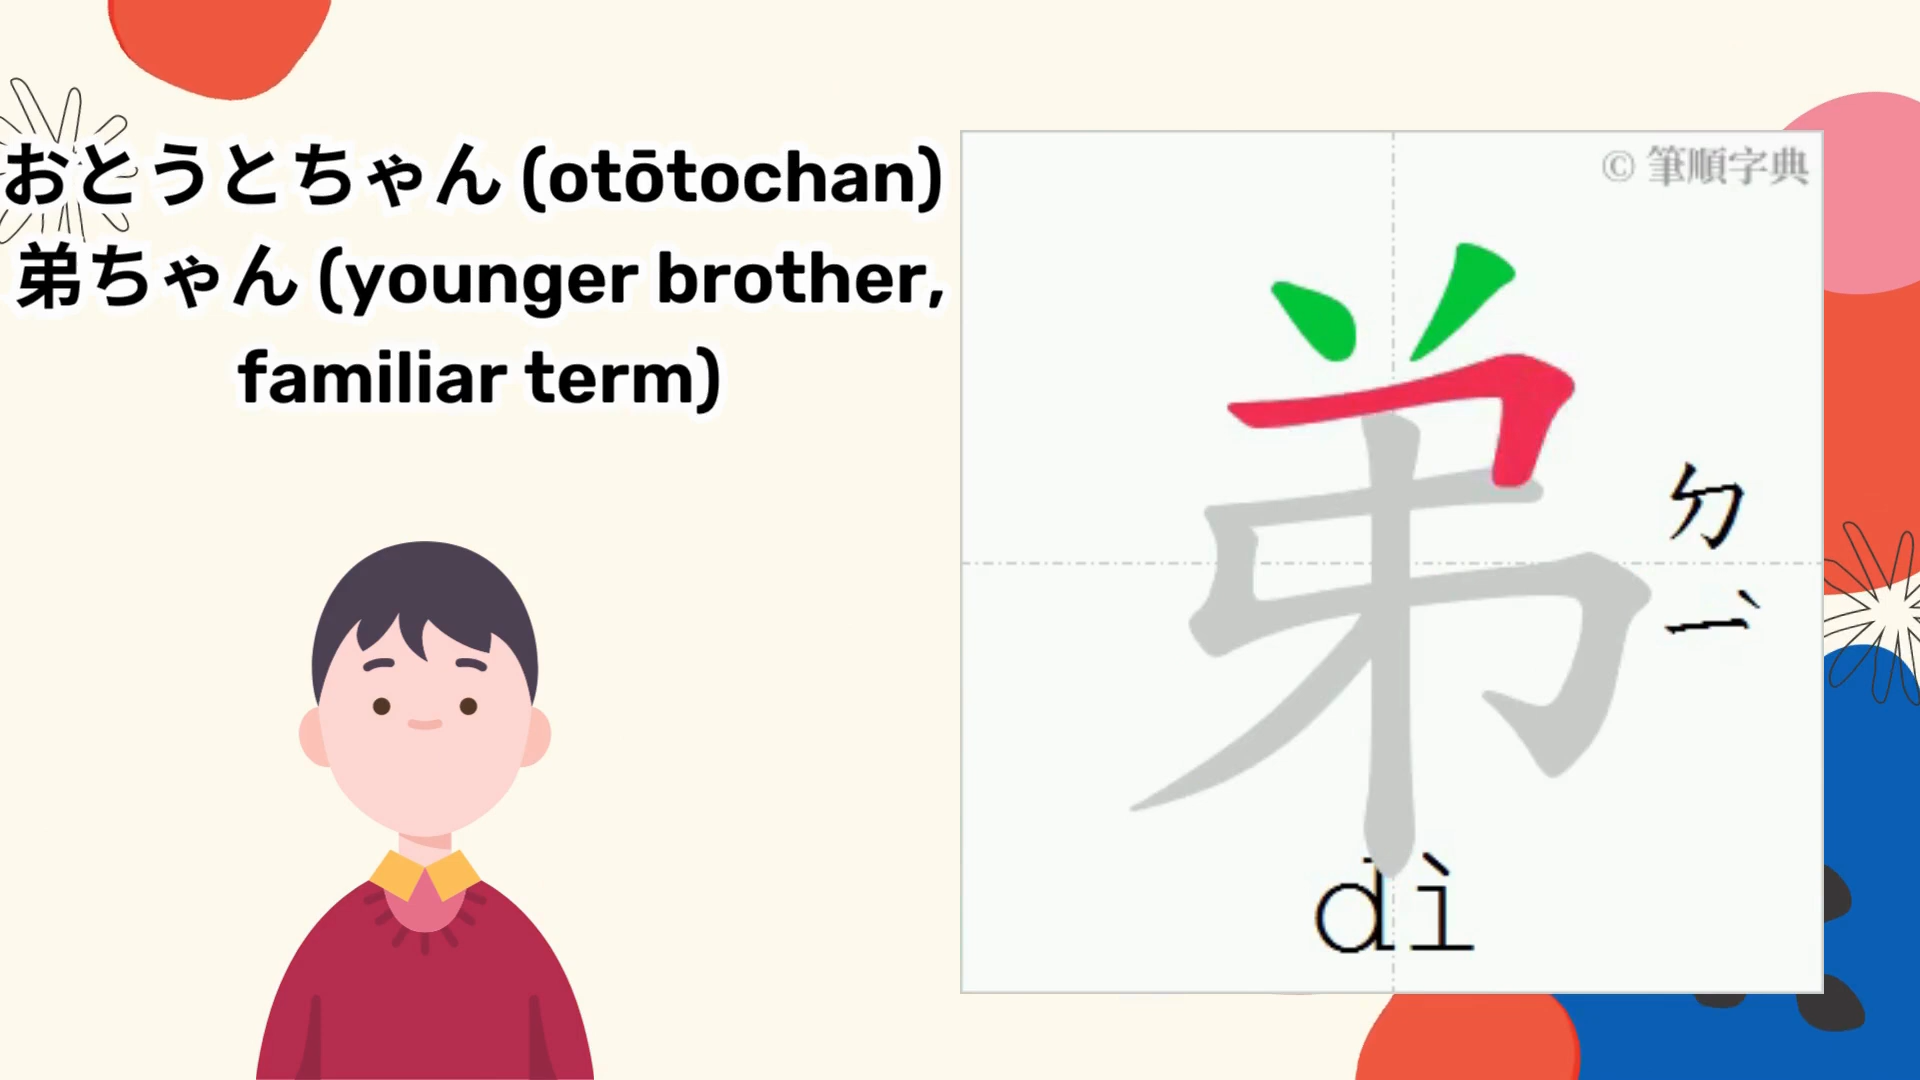 おとうとちゃん (otōtochan)
弟ちゃん (younger brother,
familiar term)
© 筆順字典
弟
ㄉ
ㄧˋ
dì